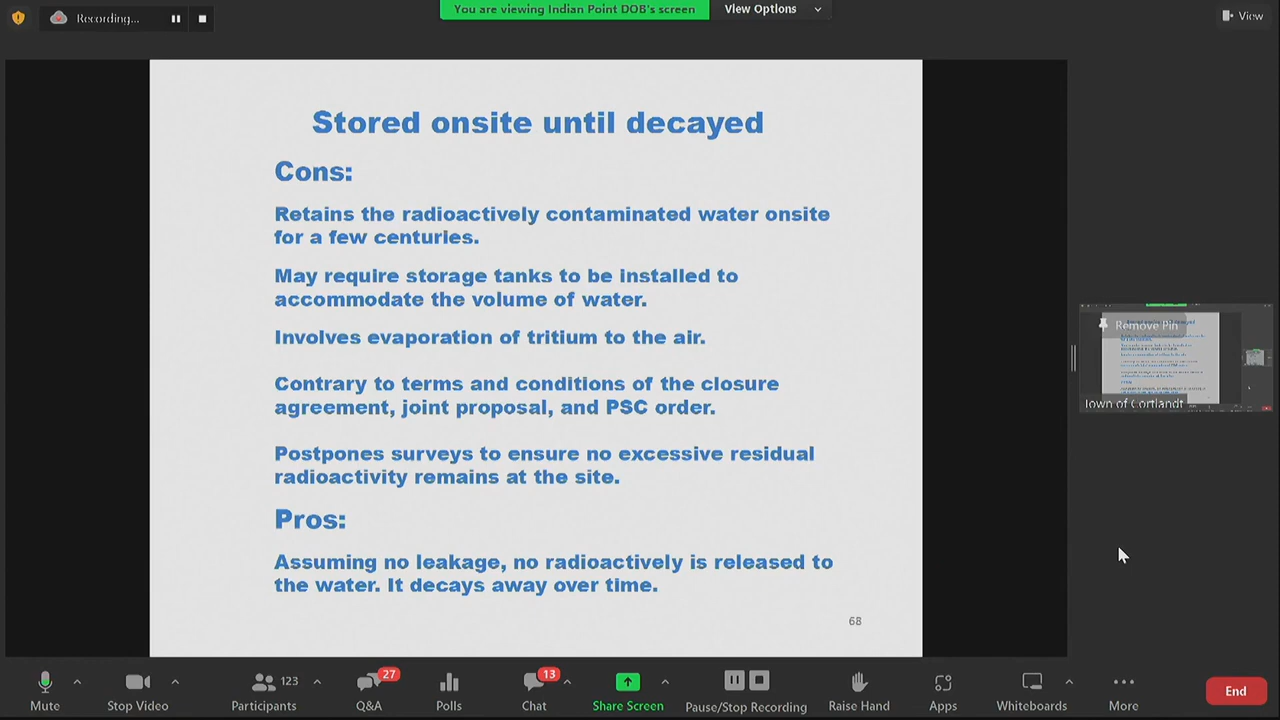 Recording...
You are viewing Indian Point DOB's screen
View Options
View
Stored onsite until decayed
Cons:
Retains the radioactively contaminated water onsite
for a few centuries.
May require storage tanks to be installed to
accommodate the volume of water.
Involves evaporation of tritium to the air.
Contrary to terms and conditions of the closure
agreement, joint proposal, and PSC order.
Postpones surveys to ensure no excessive residual
radioactivity remains at the site.
Pros:
Assuming no leakage, no radioactively is released to
the water. It decays away over time.
68
Remove Pin
Town of Cortlandt
27
13
123
Mute
Stop Video
Participants
Q&A
Polls
Chat
Share Screen
Pause/Stop Recording
Raise Hand
Apps
Whiteboards
More
End